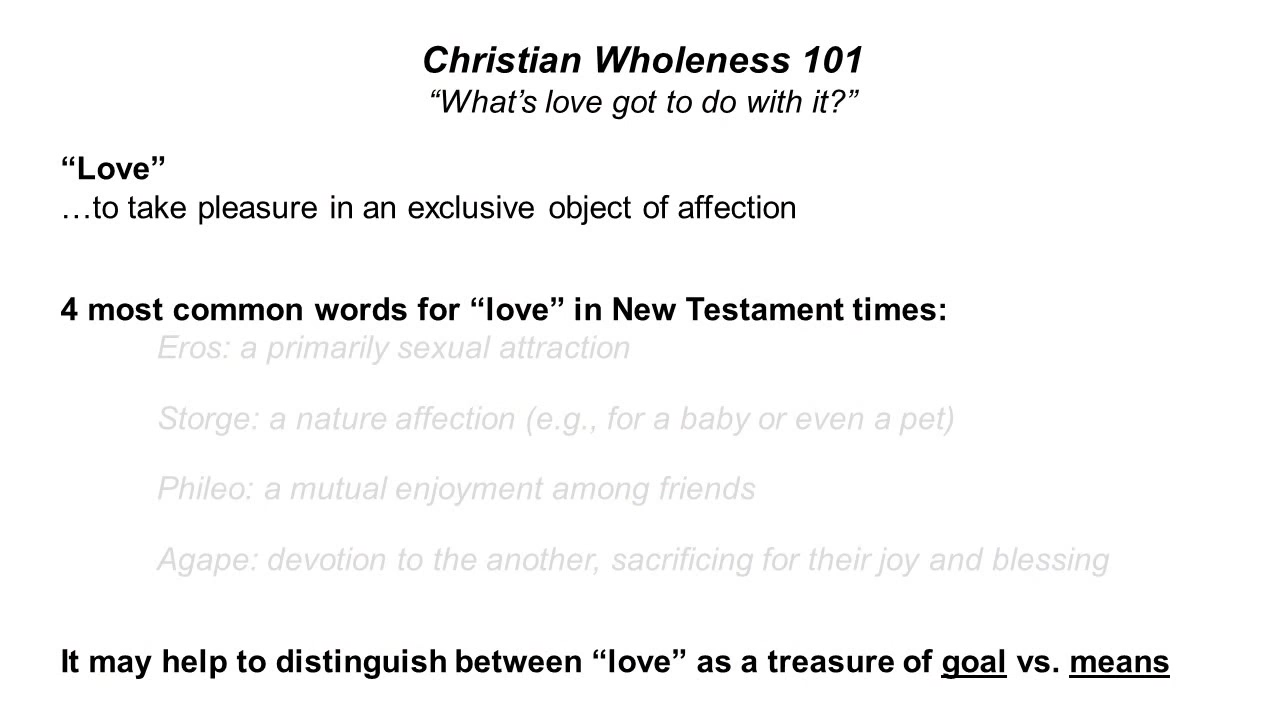 Christian Wholeness 101
“What’s love got to do with it?”
“Love”
…to take pleasure in an exclusive object of affection
4 most common words for “love” in New Testament times:
Eros: a primarily sexual attraction
Storge: a nature affection (e.g., for a baby or even a pet)
Phileo: a mutual enjoyment among friends
Agape: devotion to the another, sacrificing for their joy and blessing
It may help to distinguish between “love” as a treasure of goal vs. means